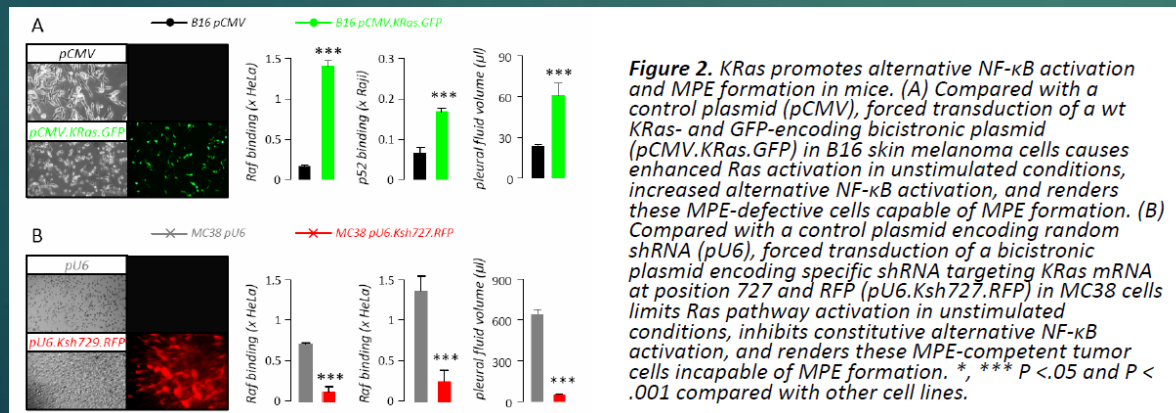 A
B16 pCMV
B16 pCMV.KRas.GFP
pCMV
pCMV.KRas.GFP
Raf binding (x HeLa)
1.5
1
0.5
0
***
p52 binding (x Raji)
0.3
0.2
0.1
0
***
pleural fluid volume (μl)
90
60
30
0
***
B
MC38 pU6
MC38 pU6.Ksh727.RFP
pU6
pU6.Ksh729.RFP
Raf binding (x HeLa)
1.5
1
0.5
0
***
Raf binding (x HeLa)
1.5
1
0.5
0
***
pleural fluid volume (μl)
900
600
300
0
***
Figure 2. KRas promotes alternative NF-κB activation
and MPE formation in mice. (A) Compared with a
control plasmid (pCMV), forced transduction of a wt
KRas- and GFP-encoding bicistronic plasmid
(pCMV.KRas.GFP) in B16 skin melanoma cells causes
enhanced Ras activation in unstimulated conditions,
increased alternative NF-κB activation, and renders
these MPE-defective cells capable of MPE formation. (B)
Compared with a control plasmid encoding random
shRNA (pU6), forced transduction of a bicistronic
plasmid encoding specific shRNA targeting KRas mRNA
at position 727 and RFP (pU6.Ksh727.RFP) in MC38 cells
limits Ras pathway activation in unstimulated
conditions, inhibits constitutive alternative NF-κB
activation, and renders these MPE-competent tumor
cells incapable of MPE formation. *, *** P <.05 and P <
.001 compared with other cell lines.